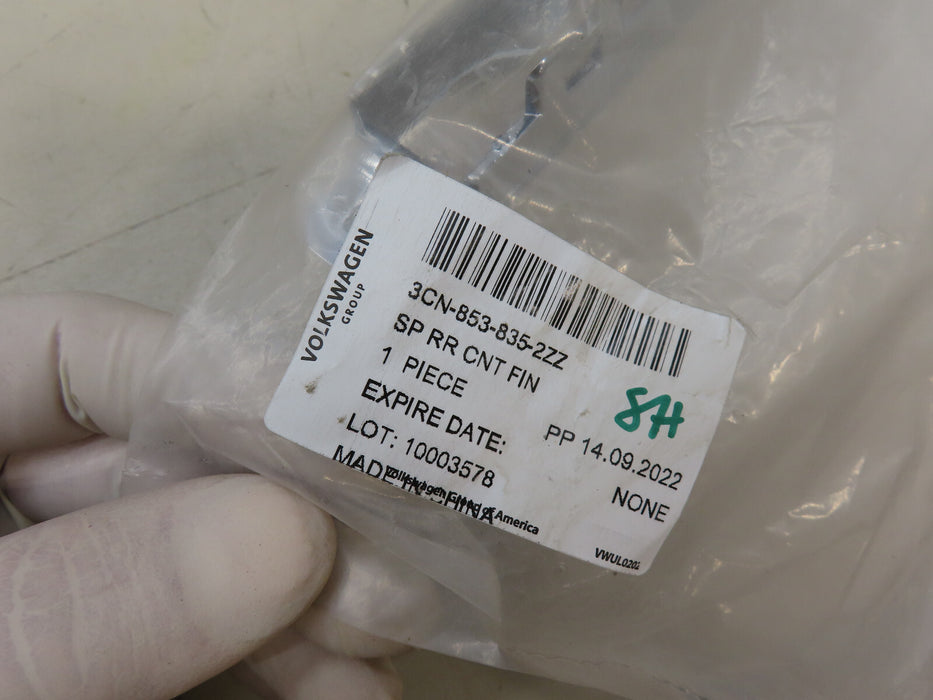 VOLKSWAGEN
GROUP
3CN-853-835-2ZZ
SP RR CNT FIN
1 PIECE
8H
EXPIRE DATE:
PP 14.09.2022
LOT: 10003578
NONE
MADE IN CHINA
Volkswagen Group of America
VWUL0202